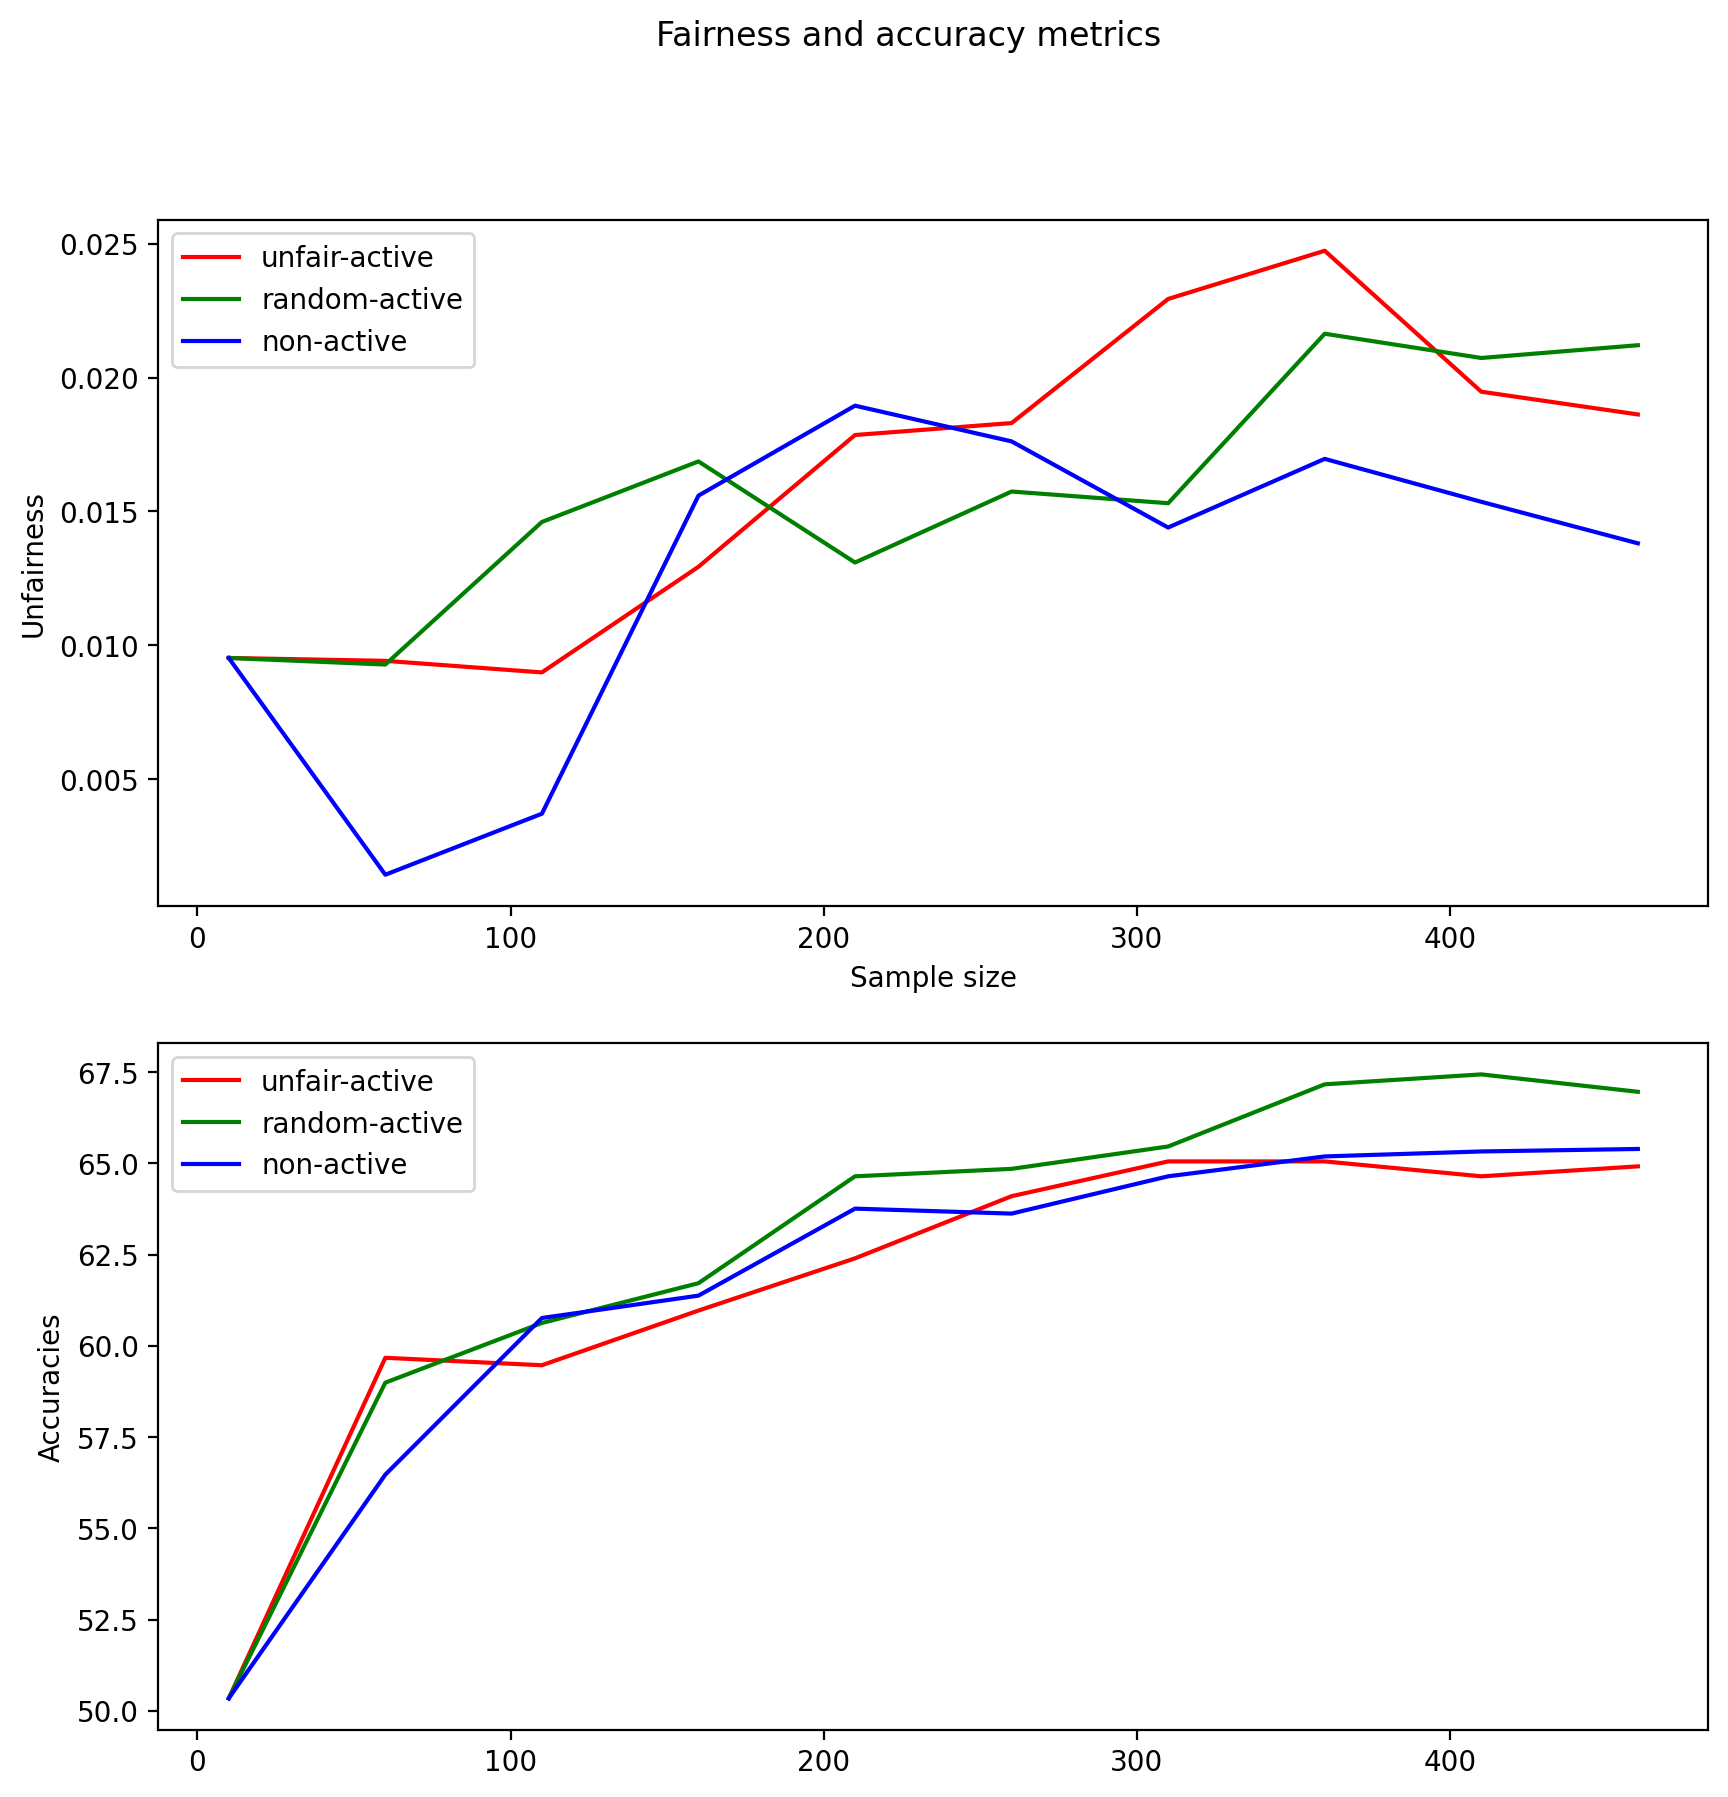 Fairness and accuracy metrics
0.025
0.020
0.015
0.010
0.005
Unfairness
unfair-active
random-active
non-active
0 100 200 300 400
Sample size
67.5
65.0
62.5
60.0
57.5
55.0
52.5
50.0
Accuracies
unfair-active
random-active
non-active
0 100 200 300 400